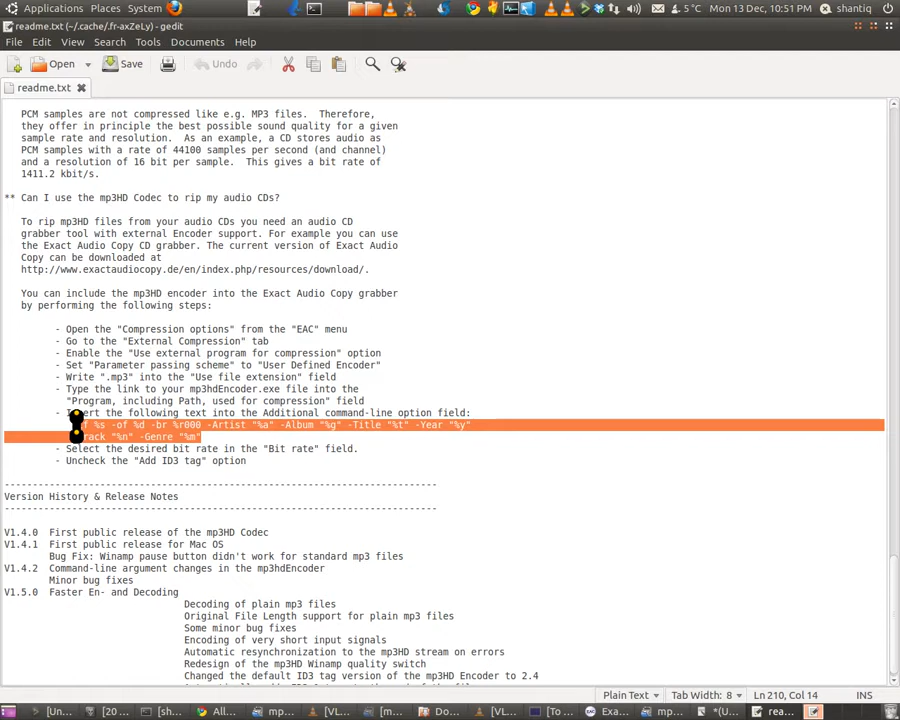 Applications Places System
5 °C Mon 13 Dec, 10:51 PM shantiq
readme.txt (~/.cache/.fr-axZeLy) - gedit
File Edit View Search Tools Documents Help
Open Save Undo
readme.txt
PCM samples are not compressed like e.g. MP3 files. Therefore,
they offer in principle the best possible sound quality for a given
sample rate and resolution. As an example, a CD stores audio as
PCM samples with a rate of 44100 samples per second (and channel)
and a resolution of 16 bit per sample. This gives a bit rate of
1411.2 kbit/s.
** Can I use the mp3HD Codec to rip my audio CDs?
To rip mp3HD files from your audio CDs you need an audio CD
grabber tool with external Encoder support. For example you can use
the Exact Audio Copy CD grabber. The current version of Exact Audio
Copy can be downloaded at
http://www.exactaudiocopy.de/en/index.php/resources/download/.
You can include the mp3HD encoder into the Exact Audio Copy grabber
by performing the following steps:
- Open the "Compression options" from the "EAC" menu
- Go to the "External Compression" tab
- Enable the "Use external program for compression" option
- Set "Parameter passing scheme" to "User Defined Encoder"
- Write ".mp3" into the "Use file extension" field
- Type the link to your mp3hdEncoder.exe file into the
"Program, including Path, used for compression" field
- Insert the following text into the Additional command-line option field:
%s -of %d -br %r000 -Artist "%a" -Album "%g" -Title "%t" -Year "%y"
"%n" -Genre "%m"
- Select the desired bit rate in the "Bit rate" field.
- Uncheck the "Add ID3 tag" option
--------------------------------------------------------------------------------
Version History & Release Notes
--------------------------------------------------------------------------------
V1.4.0 First public release of the mp3HD Codec
V1.4.1 First public release for Mac OS
Bug Fix: Winamp pause button didn't work for standard mp3 files
V1.4.2 Command-line argument changes in the mp3hdEncoder
Minor bug fixes
V1.5.0 Faster En- and Decoding
Decoding of plain mp3 files
Original File Length support for plain mp3 files
Some minor bug fixes
Encoding of very short input signals
Automatic resynchronization to the mp3HD stream on errors
Redesign of the mp3HD Winamp quality switch
Changed the default ID3 tag version of the mp3HD Encoder to 2.4
Plain Text Tab Width: 8 Ln 210, Col 14 INS
[Un... [20 ... [sh... All... mp... [VL... [m... Do... [VL... [To ... Exa... mp... *(U... rea...